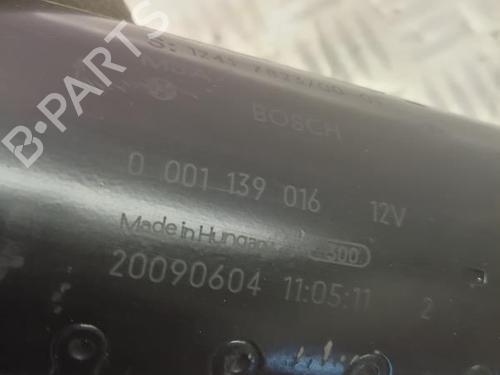 BOSCH
0 001 139 016 12V
Made in Hungary
20090604 11:05:11 2
B-PARTS